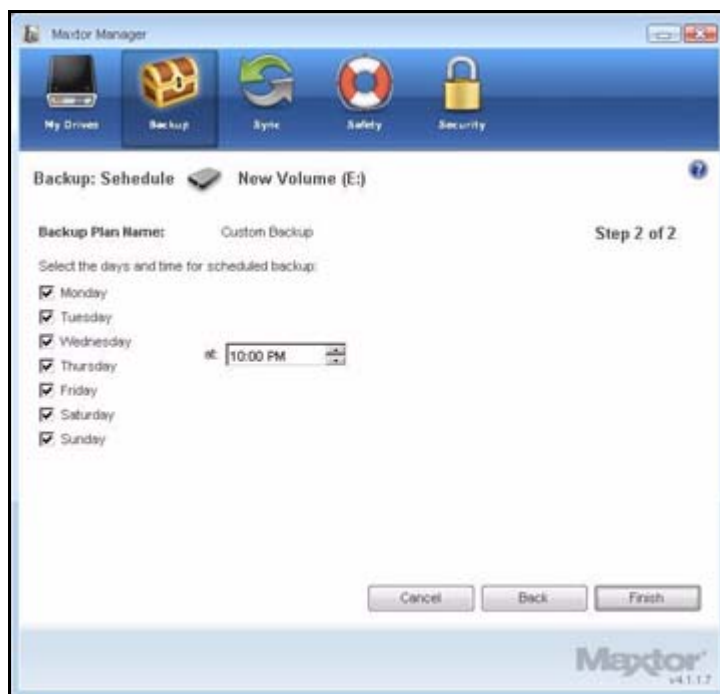 Maxtor Manager
My Drives Backup Sync Safety Security
Backup: Schedule New Volume (E:)
Backup Plan Name: Custom Backup Step 2 of 2
Select the days and time for scheduled backup:
Monday
Tuesday
Wednesday
Thursday
at: 10:00 PM
Friday
Saturday
Sunday
Cancel Back Finish
Maxtor
v4.1.1.7